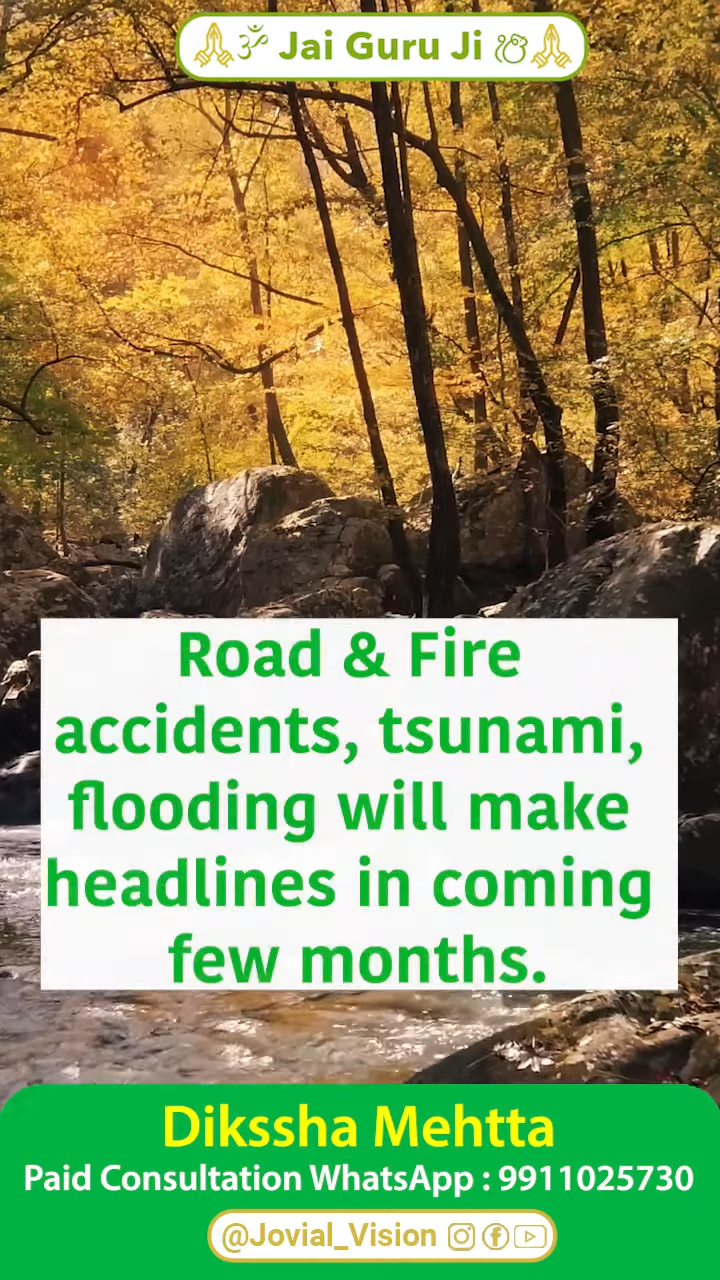 ॐ Jai Guru Ji
Road & Fire
accidents, tsunami,
flooding will make
headlines in coming
few months.
Dikssha Mehtta
Paid Consultation WhatsApp : 9911025730
@Jovial_Vision